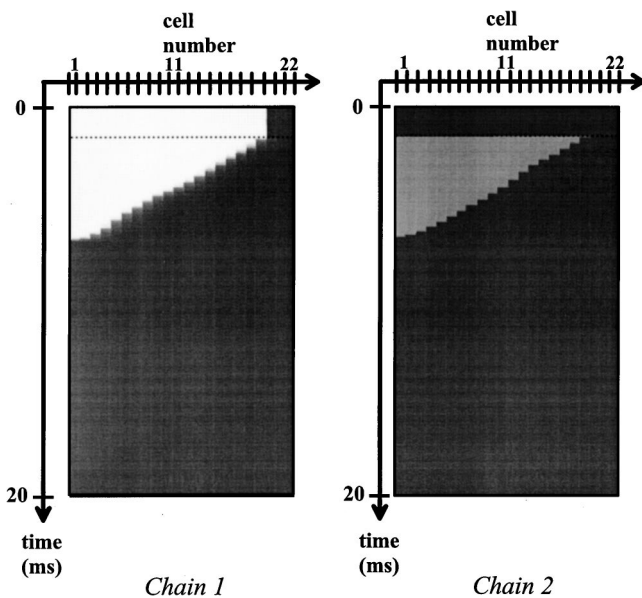 cell
number
1 11 22
0
20
time
(ms)
Chain 1
cell
number
1 11 22
0
20
time
(ms)
Chain 2